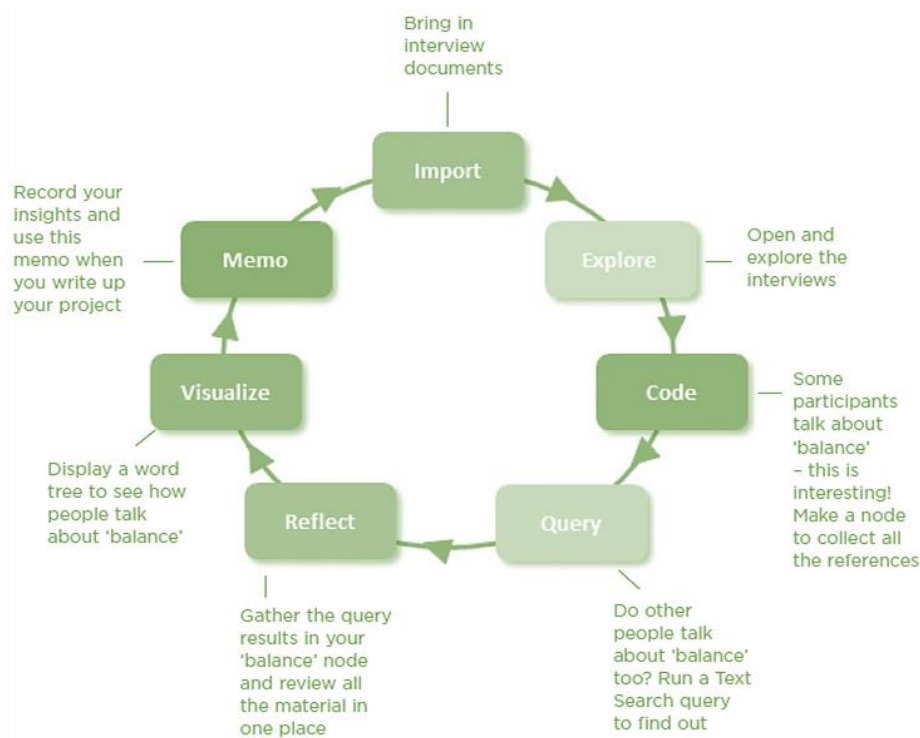 Bring in
interview
documents
Import
Explore
Open and
explore the
interviews
Code
Some
participants
talk about
‘balance’
– this is
interesting!
Make a node
to collect all
the references
Query
Do other
people talk
about ‘balance’
too? Run a Text
Search query
to find out
Reflect
Gather the query
results in your
‘balance’ node
and review all
the material in
one place
Visualize
Display a word
tree to see how
people talk
about ‘balance’
Memo
Record your
insights and
use this
memo when
you write up
your project